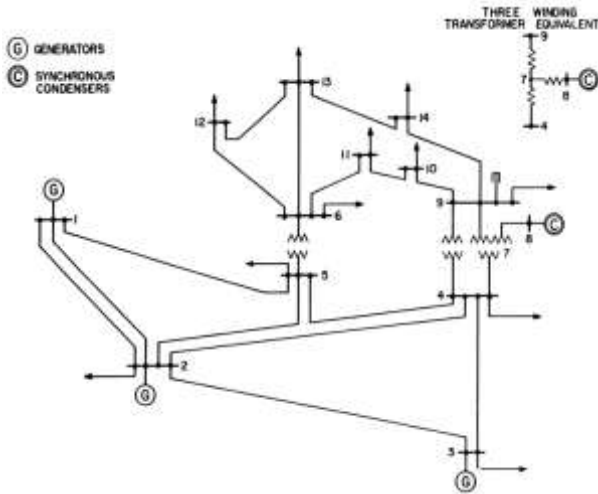 THREE WINDING
TRANSFORMER EQUIVALENT
G GENERATORS
C SYNCHRONOUS
CONDENSERS
9
7
8
C
4
13
14
12
11
10
6
9
G
1
8
C
7
5
4
2
G
3
G